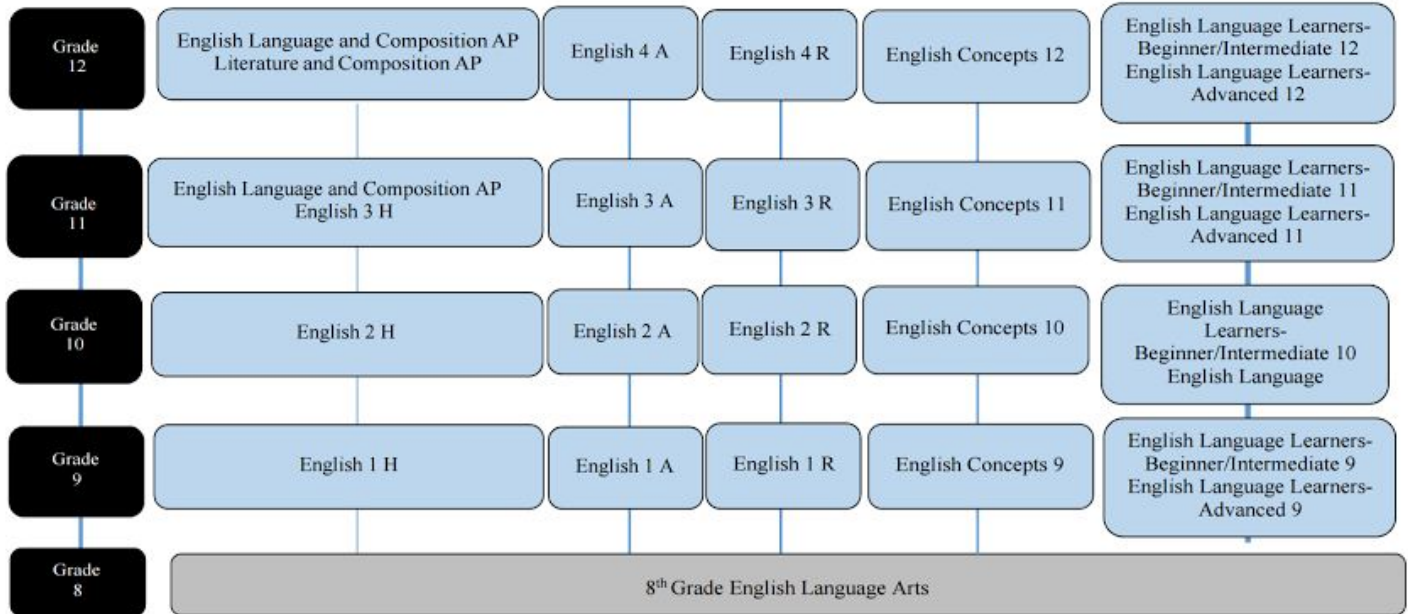 Grade
12
English Language and Composition AP
Literature and Composition AP
English 4 A
English 4 R
English Concepts 12
English Language Learners-
Beginner/Intermediate 12
English Language Learners-
Advanced 12
Grade
11
English Language and Composition AP
English 3 H
English 3 A
English 3 R
English Concepts 11
English Language Learners-
Beginner/Intermediate 11
English Language Learners-
Advanced 11
Grade
10
English 2 H
English 2 A
English 2 R
English Concepts 10
English Language
Learners-
Beginner/Intermediate 10
English Language
Grade
9
English 1 H
English 1 A
English 1 R
English Concepts 9
English Language Learners-
Beginner/Intermediate 9
English Language Learners-
Advanced 9
Grade
8
8th Grade English Language Arts